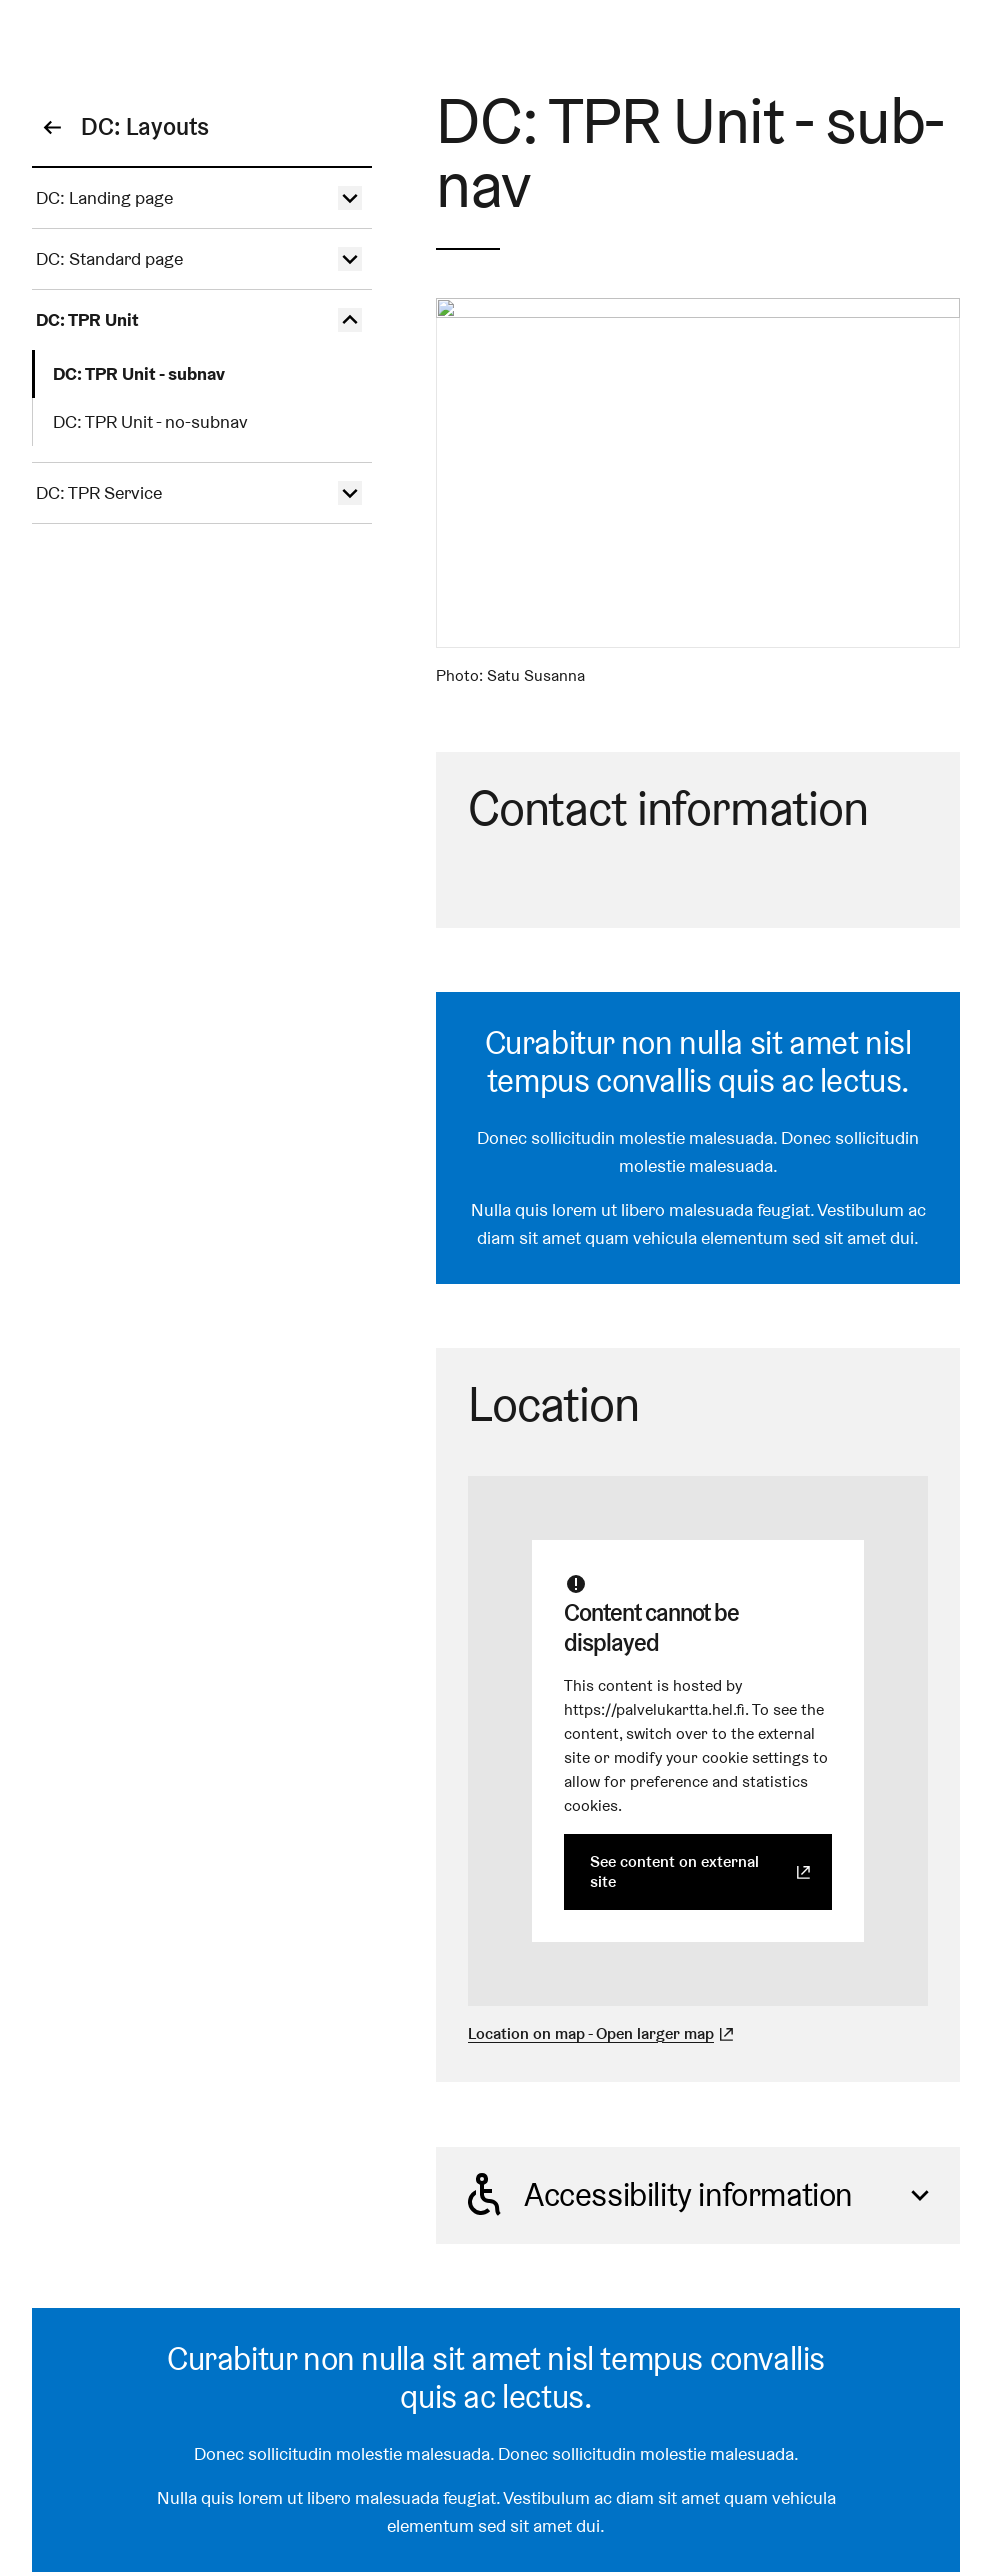 DC: Layouts
DC: Landing page
DC: Standard page
DC: TPR Unit
DC: TPR Unit - subnav
DC: TPR Unit - no-subnav
DC: TPR Service
DC: TPR Unit - sub-
nav
Photo: Satu Susanna
Contact information
Curabitur non nulla sit amet nisl
tempus convallis quis ac lectus.
Donec sollicitudin molestie malesuada. Donec sollicitudin
molestie malesuada.
Nulla quis lorem ut libero malesuada feugiat. Vestibulum ac
diam sit amet quam vehicula elementum sed sit amet dui.
Location
Content cannot be
displayed
This content is hosted by
https://palvelukartta.hel.fi. To see the
content, switch over to the external
site or modify your cookie settings to
allow for preference and statistics
cookies.
See content on external
site
Location on map - Open larger map
Accessibility information
Curabitur non nulla sit amet nisl tempus convallis
quis ac lectus.
Donec sollicitudin molestie malesuada. Donec sollicitudin molestie malesuada.
Nulla quis lorem ut libero malesuada feugiat. Vestibulum ac diam sit amet quam vehicula
elementum sed sit amet dui.